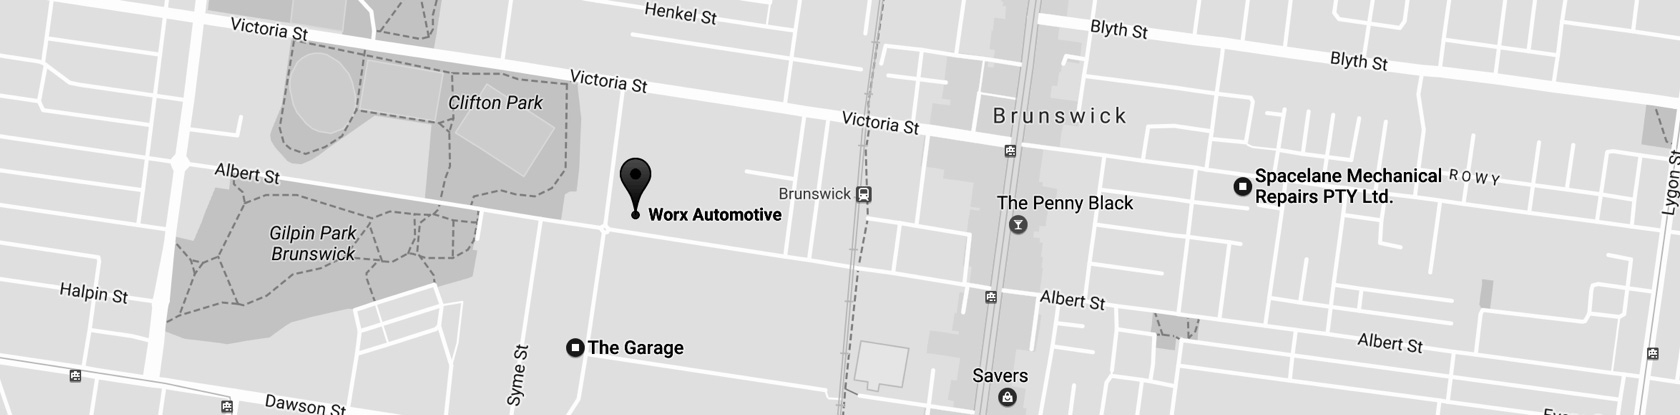 Henkel St
Victoria St
Blyth St
Blyth St
Victoria St
Clifton Park
Victoria St
Brunswick
Albert St
Spacelane Mechanical
Repairs PTY Ltd.
ROWY
Lygon St
Brunswick
The Penny Black
Worx Automotive
Gilpin Park
Brunswick
Halpin St
Albert St
Albert St
The Garage
Syme St
Savers
Dawson St